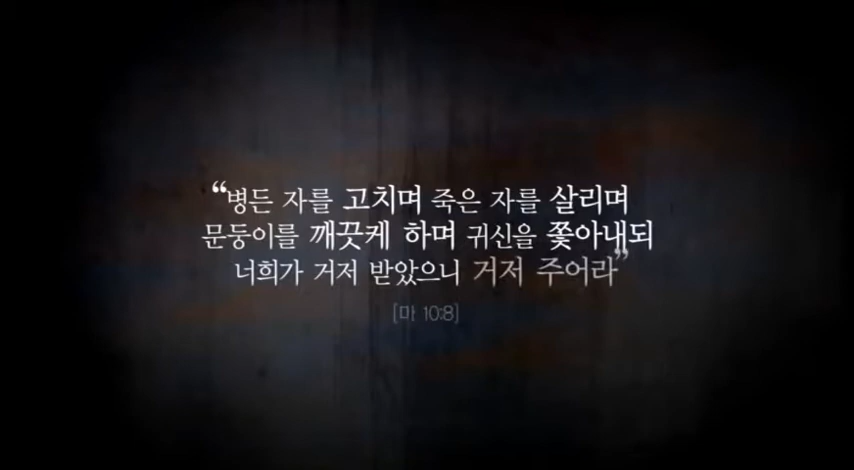 “병든 자를 고치며 죽은 자를 살리며
문둥이를 깨끗케 하며 귀신을 쫓아내되
너희가 거저 받았으니 거저 주어라”
[마 10:8]